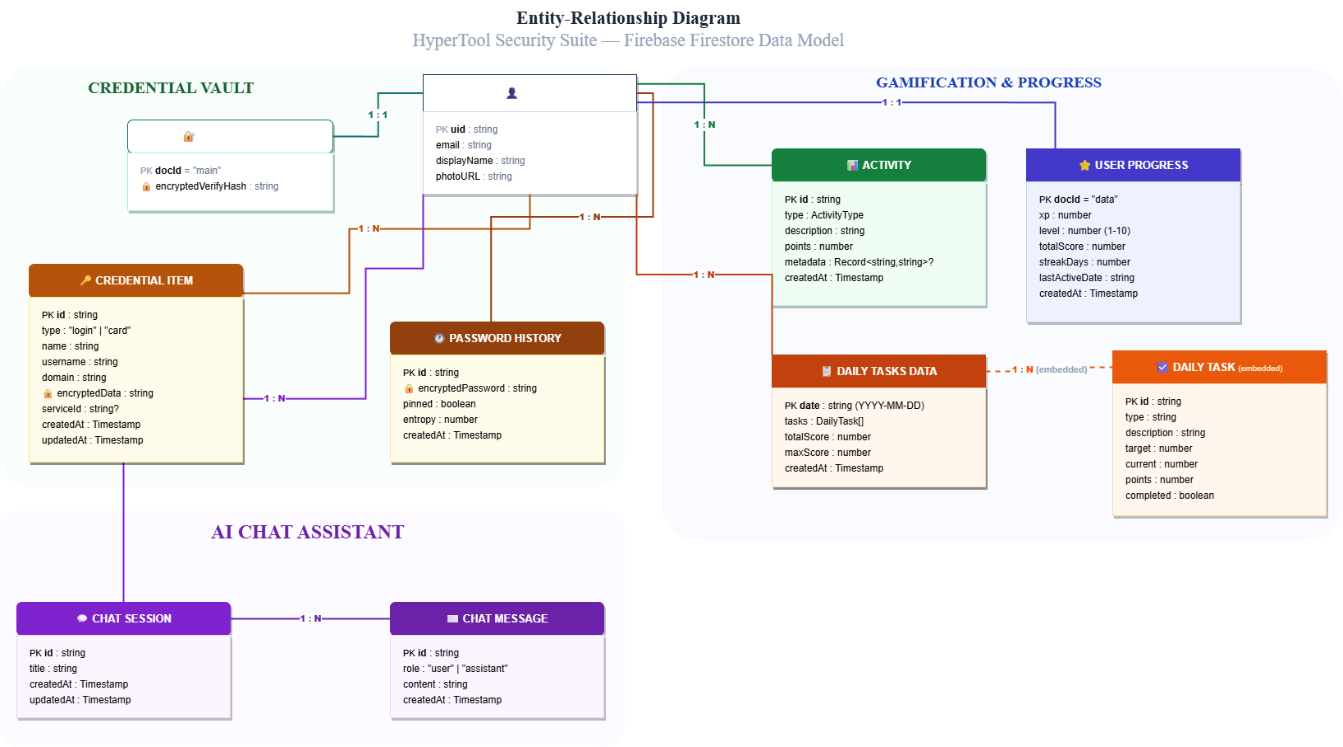 Entity-Relationship Diagram
HyperTool Security Suite — Firebase Firestore Data Model
CREDENTIAL VAULT
PK docId = "main"
🔒 encryptedVerifyHash : string
1 : 1
PK uid : string
email : string
displayName : string
photoURL : string
1 : N
CREDENTIAL ITEM
PK id : string
type : "login" | "card"
name : string
username : string
domain : string
🔒 encryptedData : string
serviceId : string?
createdAt : Timestamp
updatedAt : Timestamp
1 : N
1 : N
PASSWORD HISTORY
PK id : string
🔒 encryptedPassword : string
pinned : boolean
entropy : number
createdAt : Timestamp
GAMIFICATION & PROGRESS
1 : 1
1 : N
ACTIVITY
PK id : string
type : ActivityType
description : string
points : number
metadata : Record<string,string>?
createdAt : Timestamp
USER PROGRESS
PK docId = "data"
xp : number
level : number (1-10)
totalScore : number
streakDays : number
lastActiveDate : string
createdAt : Timestamp
1 : N
DAILY TASKS DATA
PK date : string (YYYY-MM-DD)
tasks : DailyTask[]
totalScore : number
maxScore : number
createdAt : Timestamp
1 : N (embedded)
DAILY TASK (embedded)
PK id : string
type : string
description : string
target : number
current : number
points : number
completed : boolean
AI CHAT ASSISTANT
CHAT SESSION
PK id : string
title : string
createdAt : Timestamp
updatedAt : Timestamp
1 : N
CHAT MESSAGE
PK id : string
role : "user" | "assistant"
content : string
createdAt : Timestamp